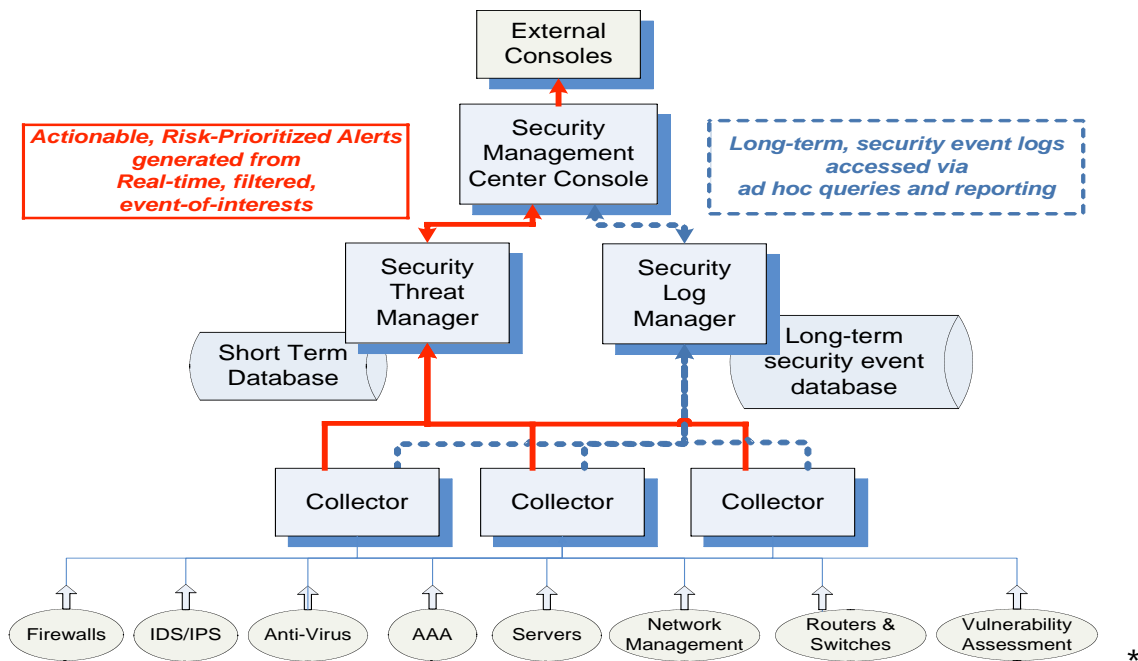 External
Consoles
Security
Management
Center Console
Actionable, Risk-Prioritized Alerts
generated from
Real-time, filtered,
event-of-interests
Long-term, security event logs
accessed via
ad hoc queries and reporting
Security
Threat
Manager
Security
Log
Manager
Short Term
Database
Long-term
security event
database
Collector
Collector
Collector
Firewalls
IDS/IPS
Anti-Virus
AAA
Servers
Network
Management
Routers &
Switches
Vulnerability
Assessment
*